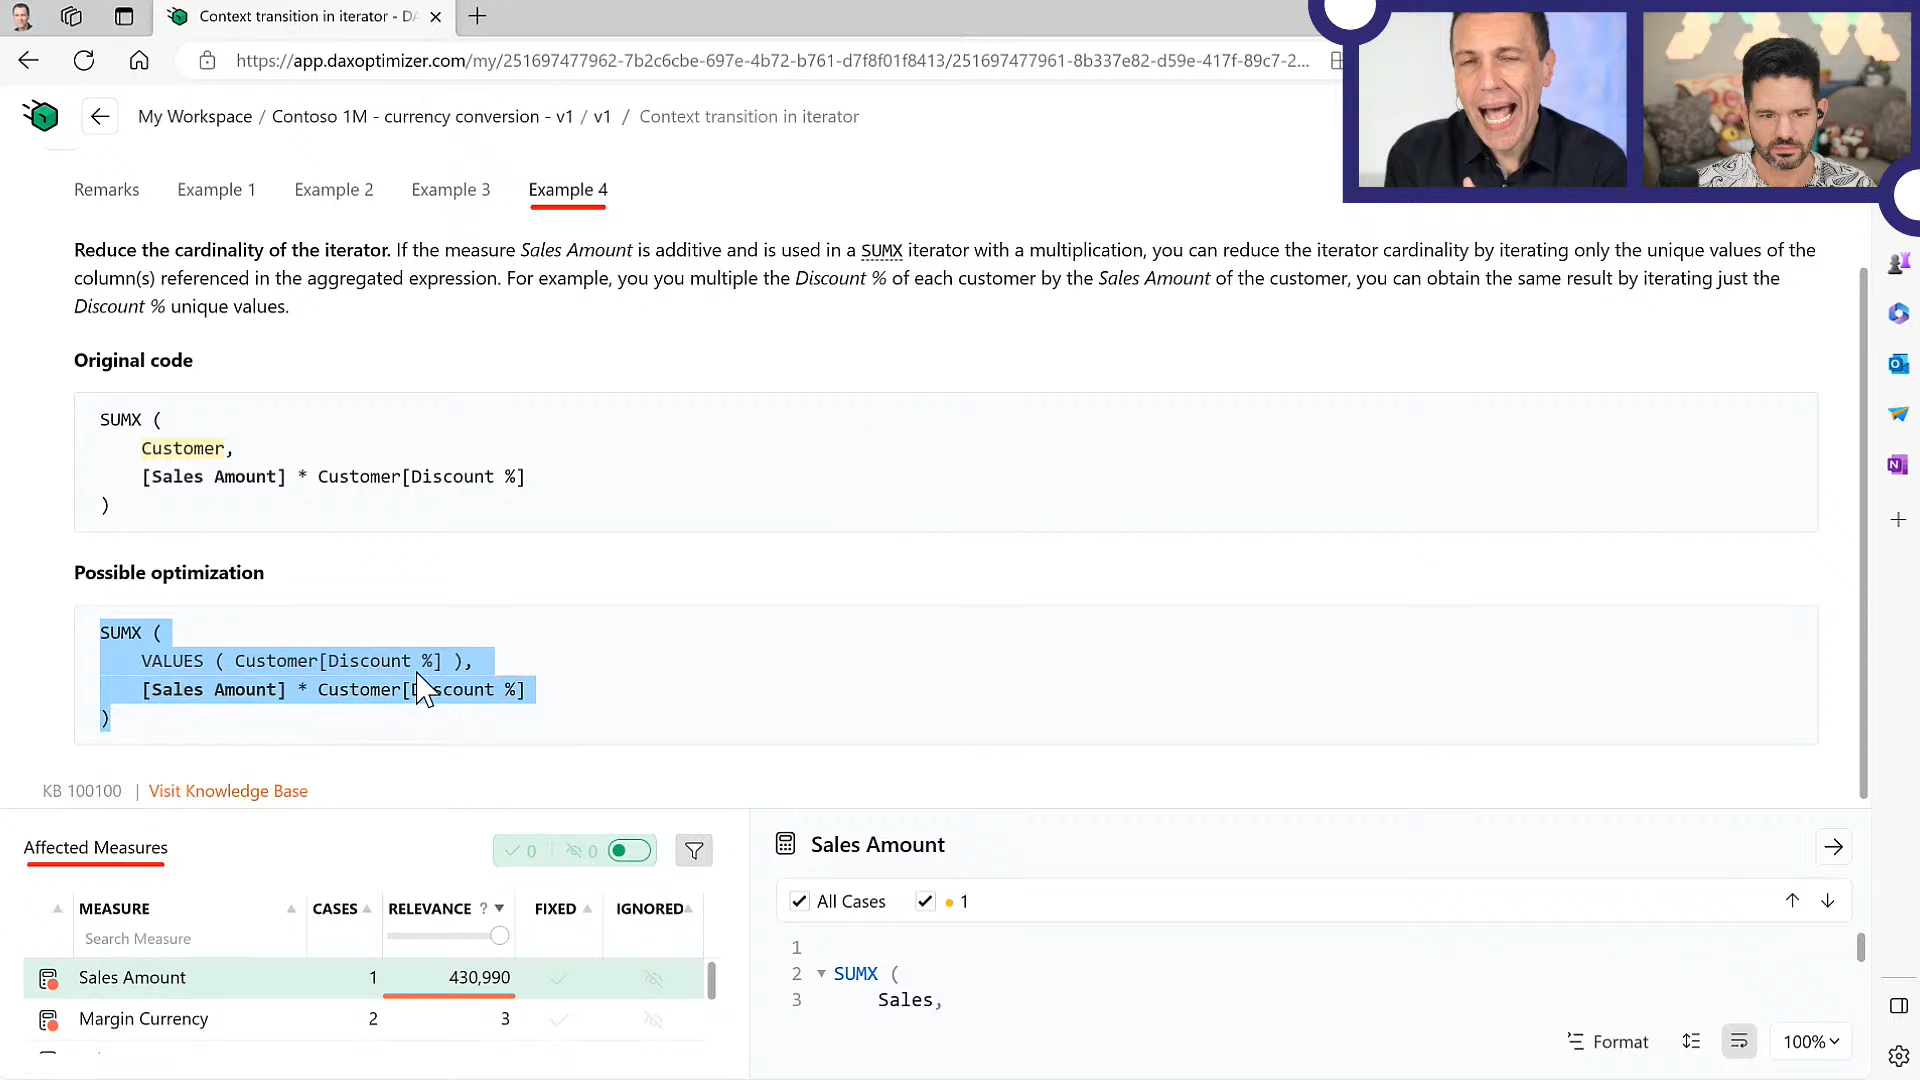 Context transition in iterator - DA
https://app.daxoptimizer.com/my/251697477962-7b2c6cbe-697e-4b72-b761-d7f8f01f8413/251697477961-8b337e82-d59e-417f-89c7-2...
My Workspace / Contoso 1M - currency conversion - v1 / v1 / Context transition in iterator
Remarks Example 1 Example 2 Example 3 Example 4
Reduce the cardinality of the iterator. If the measure Sales Amount is additive and is used in a SUMX iterator with a multiplication, you can reduce the iterator cardinality by iterating only the unique values of the
column(s) referenced in the aggregated expression. For example, you you multiple the Discount % of each customer by the Sales Amount of the customer, you can obtain the same result by iterating just the
Discount % unique values.
Original code
SUMX (
Customer,
[Sales Amount] * Customer[Discount %]
)
Possible optimization
SUMX (
VALUES ( Customer[Discount %] ),
[Sales Amount] * Customer[Discount %]
)
KB 100100 | Visit Knowledge Base
Affected Measures
0 0
MEASURE CASES RELEVANCE ? FIXED IGNORED
Search Measure
Sales Amount 1 430,990
Margin Currency 2 3
Sales Amount
All Cases 1
1
2 SUMX (
3 Sales,
Format 100%